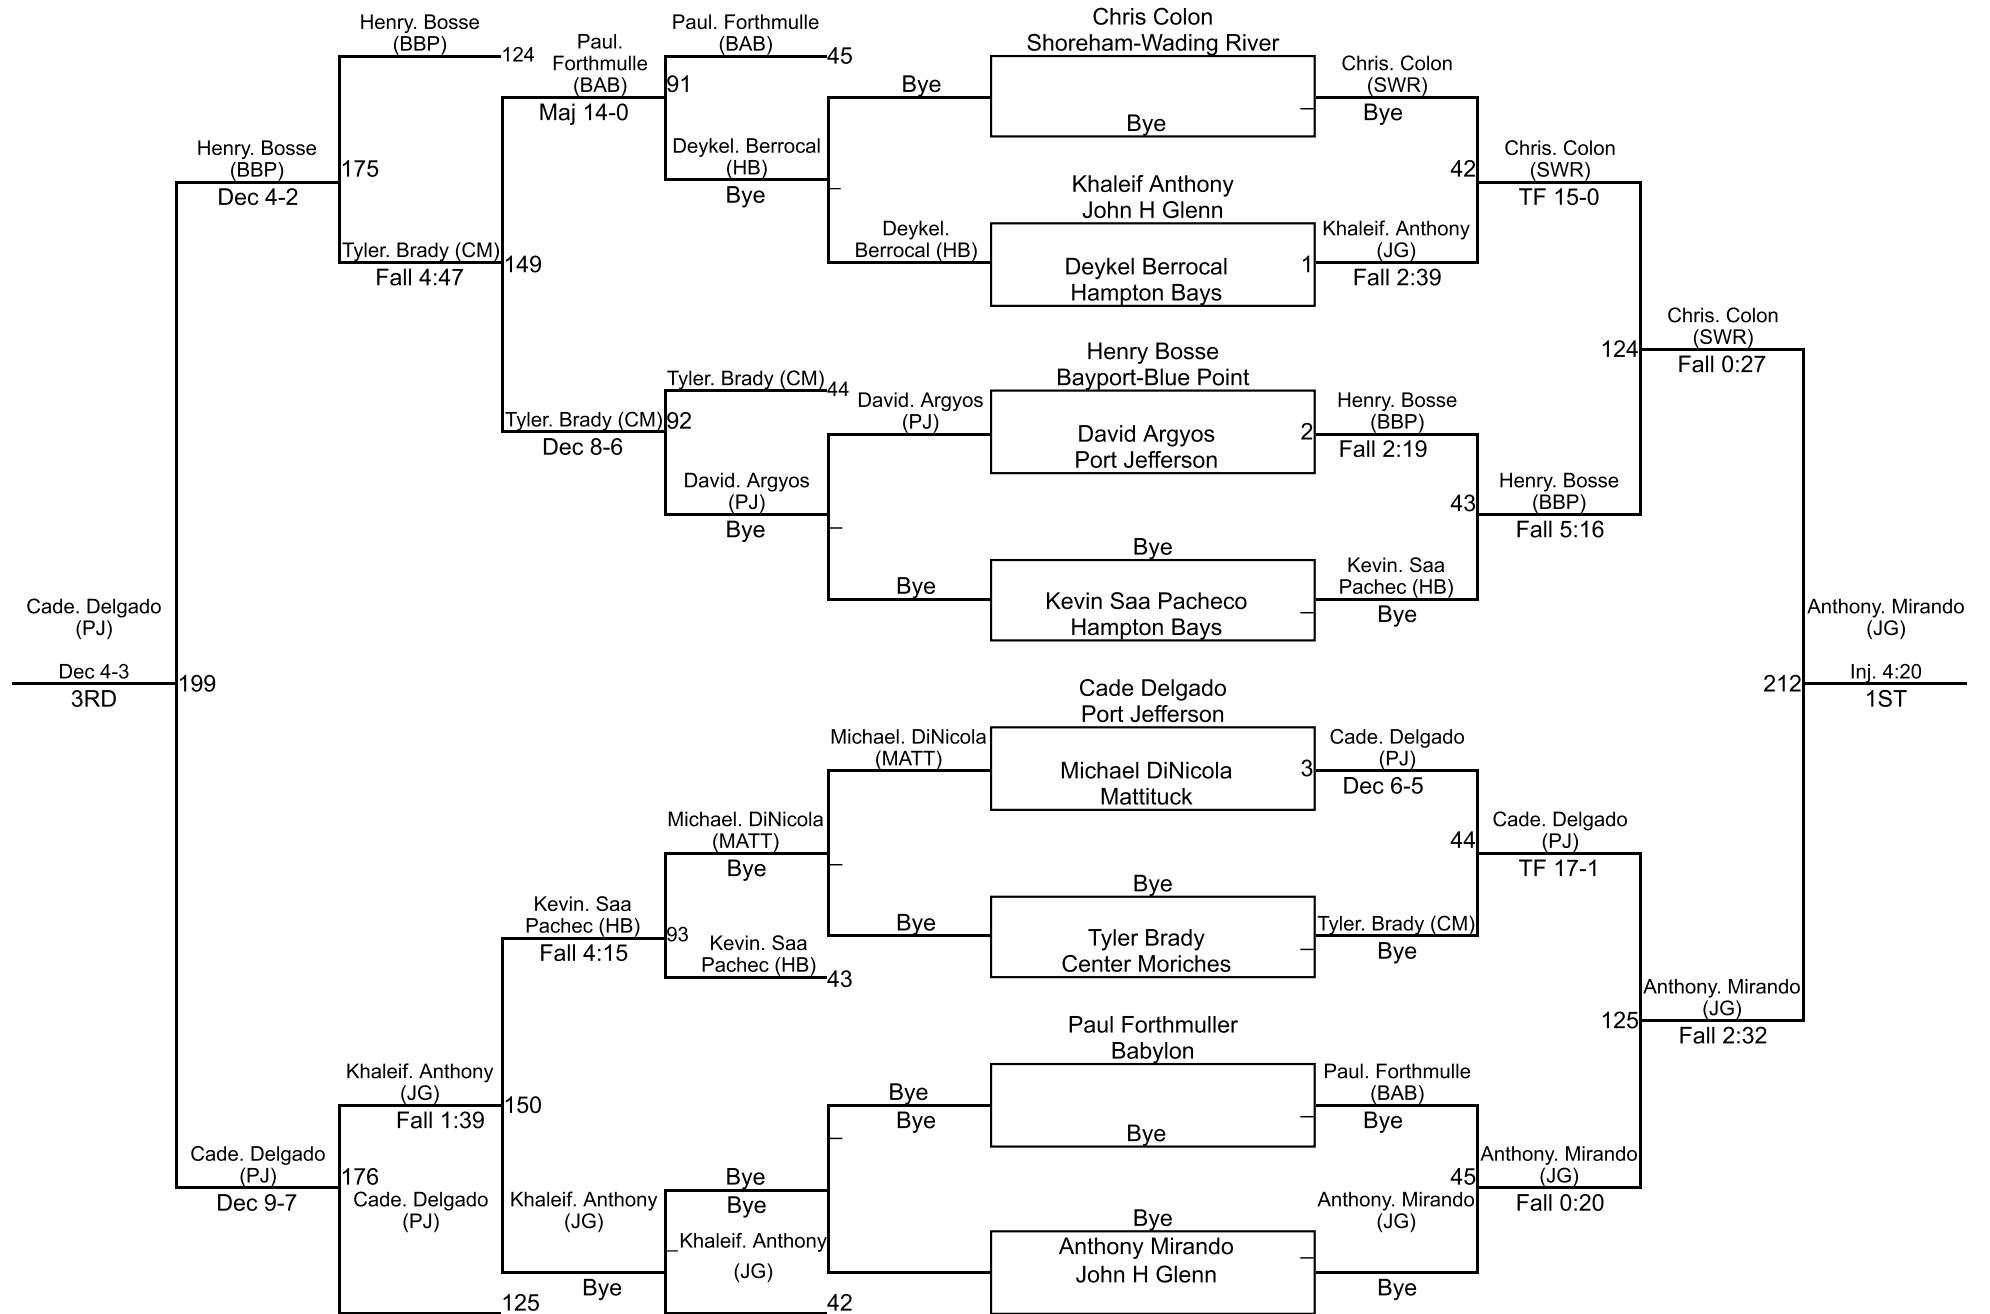 Henry. Bosse
(BBP)
124
Paul.
Forthmulle
(BAB)
Maj 14-0
Paul. Forthmulle
(BAB)
45
91
Bye
Chris Colon
Shoreham-Wading River
Bye
Chris. Colon
(SWR)
Bye
Henry. Bosse
(BBP)
Dec 4-2
175
Deykel. Berrocal
(HB)
Bye
42
Chris. Colon
(SWR)
TF 15-0
Khaleif Anthony
John H Glenn
Tyler. Brady (CM)
Fall 4:47
149
Deykel.
Berrocal (HB)
Deykel Berrocal
Hampton Bays
1
Khaleif. Anthony
(JG)
Fall 2:39
Chris. Colon
(SWR)
Fall 0:27
124
Henry Bosse
Bayport-Blue Point
Tyler. Brady (CM)
44
Tyler. Brady (CM)
92
Dec 8-6
David. Argyos
(PJ)
David Argyos
Port Jefferson
2
Henry. Bosse
(BBP)
Fall 2:19
David. Argyos
(PJ)
Bye
43
Henry. Bosse
(BBP)
Fall 5:16
Bye
Bye
Kevin Saa Pacheco
Hampton Bays
Kevin. Saa
Pachec (HB)
Bye
Cade. Delgado
(PJ)
Dec 4-3
3RD
199
Anthony. Mirando
(JG)
Inj. 4:20
1ST
212
Cade Delgado
Port Jefferson
Michael. DiNicola
(MATT)
Michael DiNicola
Mattituck
3
Cade. Delgado
(PJ)
Dec 6-5
Michael. DiNicola
(MATT)
Bye
44
Cade. Delgado
(PJ)
TF 17-1
Bye
Kevin. Saa
Pachec (HB)
Fall 4:15
93
Kevin. Saa
Pachec (HB)
43
Bye
Tyler Brady
Center Moriches
Tyler. Brady (CM)
Bye
Anthony. Mirando
(JG)
Fall 2:32
125
Paul Forthmuller
Babylon
Khaleif. Anthony
(JG)
Fall 1:39
150
Bye
Bye
Bye
Paul. Forthmulle
(BAB)
Bye
Cade. Delgado
(PJ)
Dec 9-7
176
Cade. Delgado
(PJ)
125
Khaleif. Anthony
(JG)
Bye
Bye
Bye
Khaleif. Anthony
(JG)
42
Bye
Anthony Mirando
John H Glenn
45
Anthony. Mirando
(JG)
Bye
Anthony. Mirando
(JG)
Fall 0:20